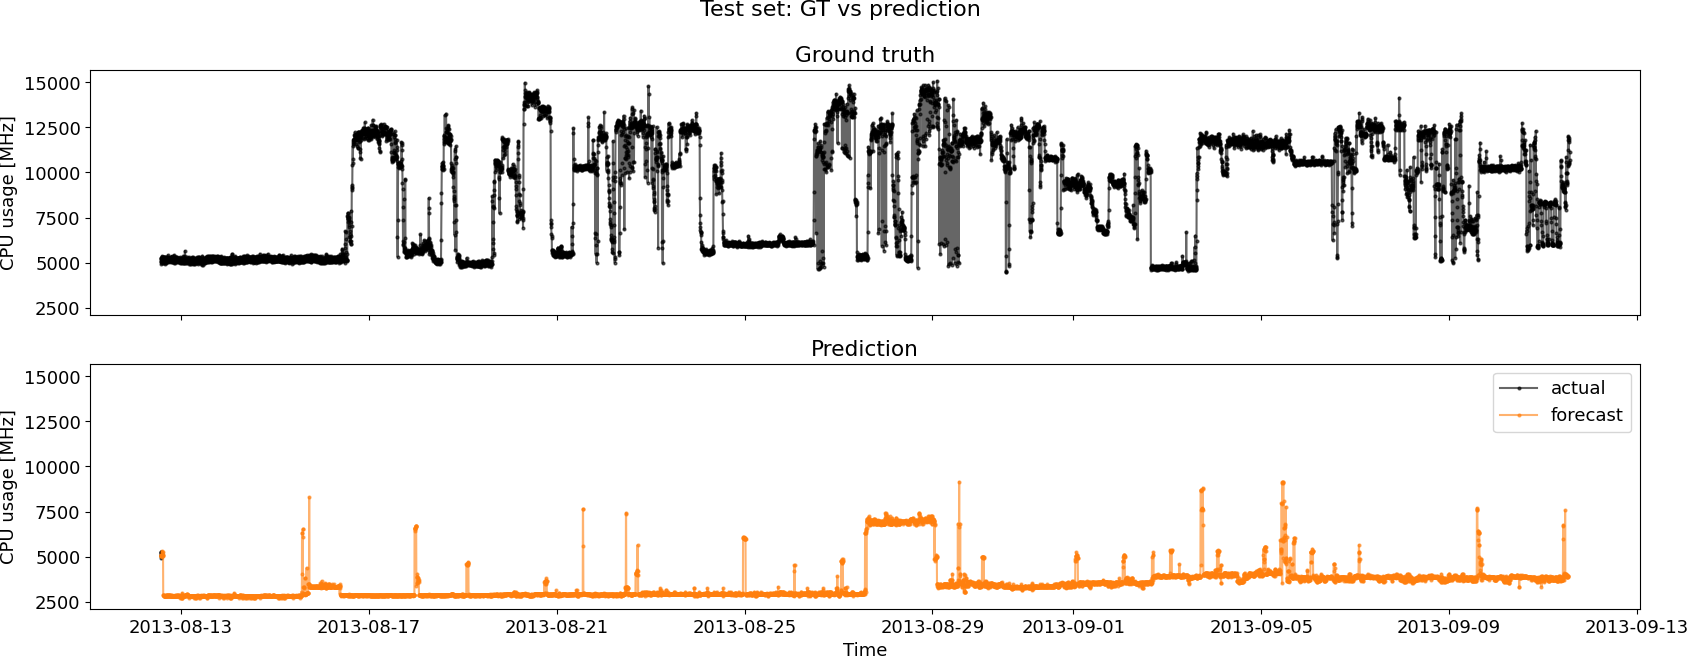 Test set: GT vs prediction
Ground truth
CPU usage [MHz]
15000
12500
10000
7500
5000
2500
Prediction
CPU usage [MHz]
15000
12500
10000
7500
5000
2500
actual
forecast
2013-08-13 2013-08-17 2013-08-21 2013-08-25 2013-08-29 2013-09-01 2013-09-05 2013-09-09 2013-09-13
Time